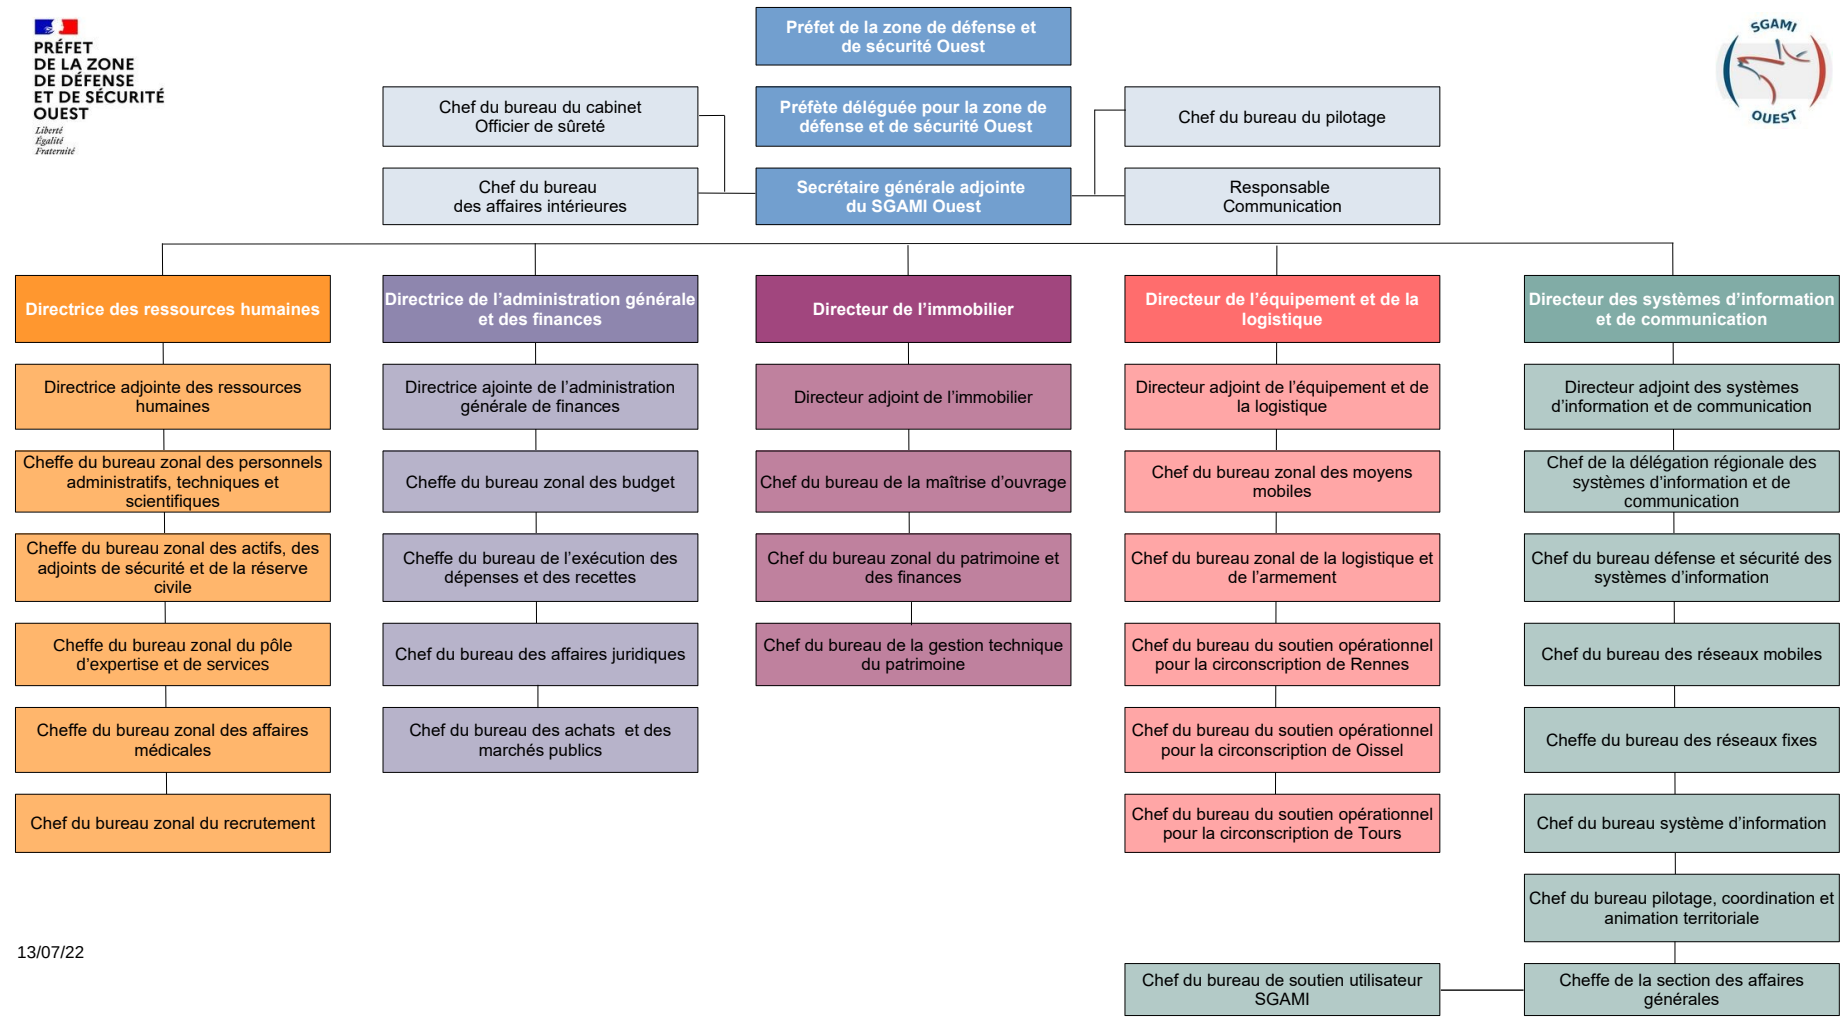 PRÉFET
DE LA ZONE
DE DÉFENSE
ET DE SÉCURITÉ
OUEST
Liberté
Égalité
Fraternité
SGAMI
OUEST
Préfet de la zone de défense et
de sécurité Ouest
Chef du bureau du cabinet
Officier de sûreté
Préfète déléguée pour la zone de
défense et de sécurité Ouest
Chef du bureau du pilotage
Chef du bureau
des affaires intérieures
Secrétaire générale adjointe
du SGAMI Ouest
Responsable
Communication
Directrice des ressources humaines
Directrice adjointe des ressources
humaines
Cheffe du bureau zonal des personnels
administratifs, techniques et
scientifiques
Cheffe du bureau zonal des actifs, des
adjoints de sécurité et de la réserve
civile
Cheffe du bureau zonal du pôle
d’expertise et de services
Cheffe du bureau zonal des affaires
médicales
Chef du bureau zonal du recrutement
Directrice de l’administration générale
et des finances
Directrice ajointe de l’administration
générale de finances
Cheffe du bureau zonal des budget
Cheffe du bureau de l’exécution des
dépenses et des recettes
Chef du bureau des affaires juridiques
Chef du bureau des achats  et des
marchés publics
Directeur de l’immobilier
Directeur adjoint de l’immobilier
Chef du bureau de la maîtrise d’ouvrage
Chef du bureau zonal du patrimoine et
des finances
Chef du bureau de la gestion technique
du patrimoine
Directeur de l’équipement et de la
logistique
Directeur adjoint de l’équipement et de
la logistique
Chef du bureau zonal des moyens
mobiles
Chef du bureau zonal de la logistique et
de l’armement
Chef du bureau du soutien opérationnel
pour la circonscription de Rennes
Chef du bureau du soutien opérationnel
pour la circonscription de Oissel
Chef du bureau du soutien opérationnel
pour la circonscription de Tours
Directeur des systèmes d’information
et de communication
Directeur adjoint des systèmes
d’information et de communication
Chef de la délégation régionale des
systèmes d’information et de
communication
Chef du bureau défense et sécurité des
systèmes d’information
Chef du bureau des réseaux mobiles
Cheffe du bureau des réseaux fixes
Chef du bureau système d’information
Chef du bureau pilotage, coordination et
animation territoriale
Cheffe de la section des affaires
générales
Chef du bureau de soutien utilisateur
SGAMI
13/07/22